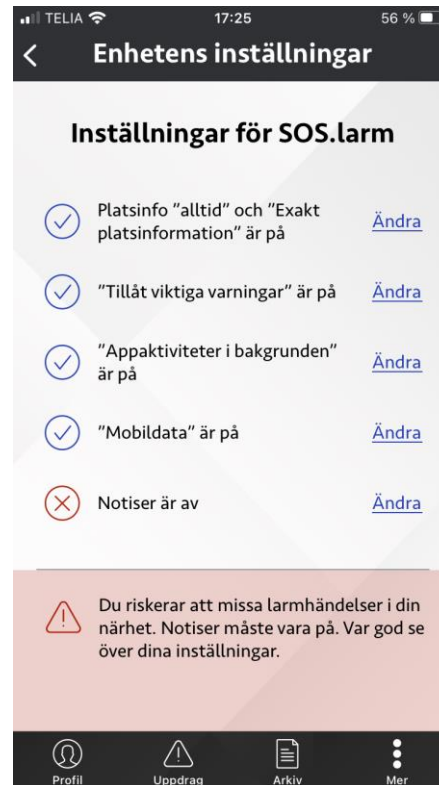 TELIA 17:25 56 %
Enhetens inställningar
Inställningar för SOS.larm
Platsinfo "alltid" och "Exakt
platsinformation" är på
Ändra
"Tillåt viktiga varningar" är på
Ändra
"Appaktiviteter i bakgrunden"
är på
Ändra
"Mobildata" är på
Ändra
Notiser är av
Ändra
Du riskerar att missa larmhändelser i din
närhet. Notiser måste vara på. Var god se
över dina inställningar.
Profil Uppdrag Arkiv Mer